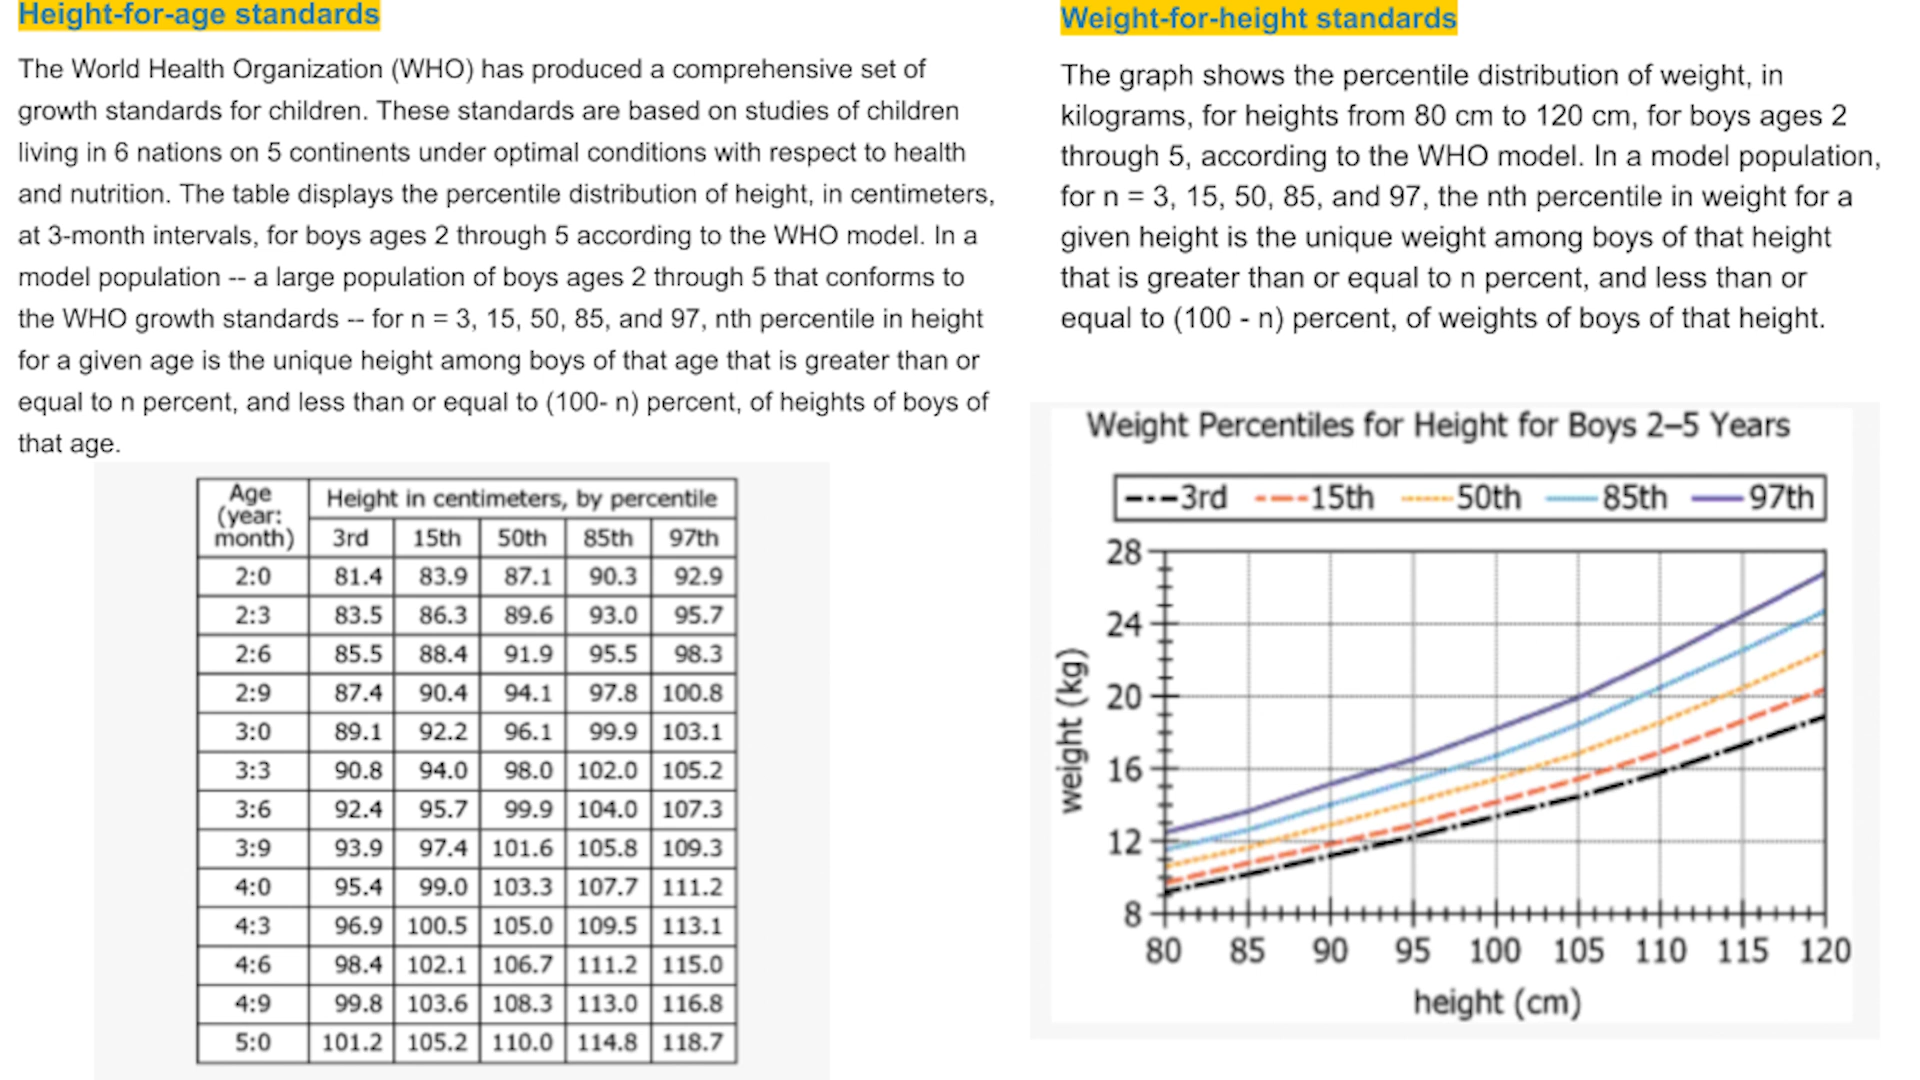 Height-for-age standards
The World Health Organization (WHO) has produced a comprehensive set of
growth standards for children. These standards are based on studies of children
living in 6 nations on 5 continents under optimal conditions with respect to health
and nutrition. The table displays the percentile distribution of height, in centimeters,
at 3-month intervals, for boys ages 2 through 5 according to the WHO model. In a
model population -- a large population of boys ages 2 through 5 that conforms to
the WHO growth standards -- for n = 3, 15, 50, 85, and 97, nth percentile in height
for a given age is the unique height among boys of that age that is greater than or
equal to n percent, and less than or equal to (100- n) percent, of heights of boys of
that age.
Age (year: month) Height in centimeters, by percentile
3rd 15th 50th 85th 97th
2:0 81.4 83.9 87.1 90.3 92.9
2:3 83.5 86.3 89.6 93.0 95.7
2:6 85.5 88.4 91.9 95.5 98.3
2:9 87.4 90.4 94.1 97.8 100.8
3:0 89.1 92.2 96.1 99.9 103.1
3:3 90.8 94.0 98.0 102.0 105.2
3:6 92.4 95.7 99.9 104.0 107.3
3:9 93.9 97.4 101.6 105.8 109.3
4:0 95.4 99.0 103.3 107.7 111.2
4:3 96.9 100.5 105.0 109.5 113.1
4:6 98.4 102.1 106.7 111.2 115.0
4:9 99.8 103.6 108.3 113.0 116.8
5:0 101.2 105.2 110.0 114.8 118.7
Weight-for-height standards
The graph shows the percentile distribution of weight, in
kilograms, for heights from 80 cm to 120 cm, for boys ages 2
through 5, according to the WHO model. In a model population,
for n = 3, 15, 50, 85, and 97, the nth percentile in weight for a
given height is the unique weight among boys of that height
that is greater than or equal to n percent, and less than or
equal to (100 - n) percent, of weights of boys of that height.
Weight Percentiles for Height for Boys 2–5 Years
3rd 15th 50th 85th 97th
28
24
20
16
12
8
weight (kg)
80 85 90 95 100 105 110 115 120
height (cm)